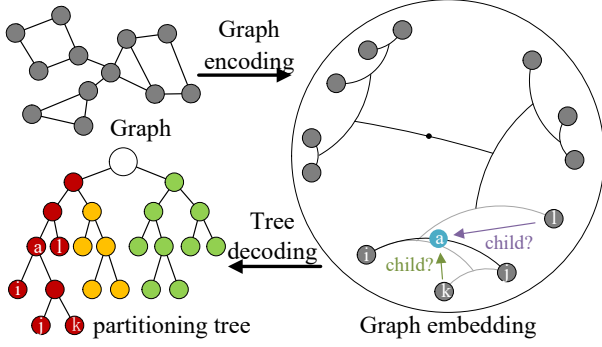 Graph
encoding
Graph
l
a
child?
i
child?
j
k
Graph embedding
Tree
decoding
a
l
i
j
k
partitioning tree